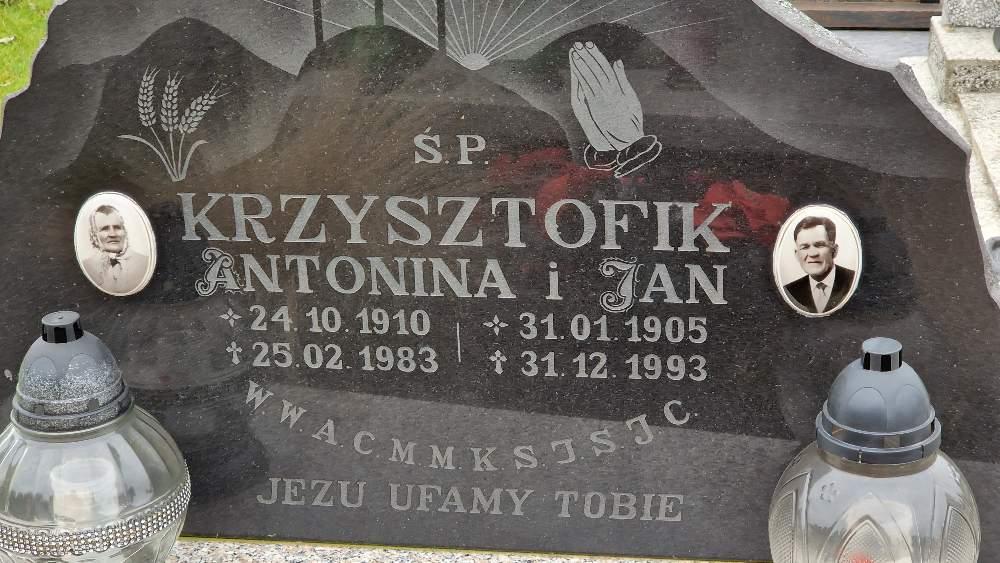 Ś.P.
KRZYSZTOFIK
ANTONINA i JAN
24.10.1910 31.01.1905
25.02.1983 31.12.1993
W.W.A.C.M.M.K.S.J.S.J.C.
JEZU UFAMY TOBIE